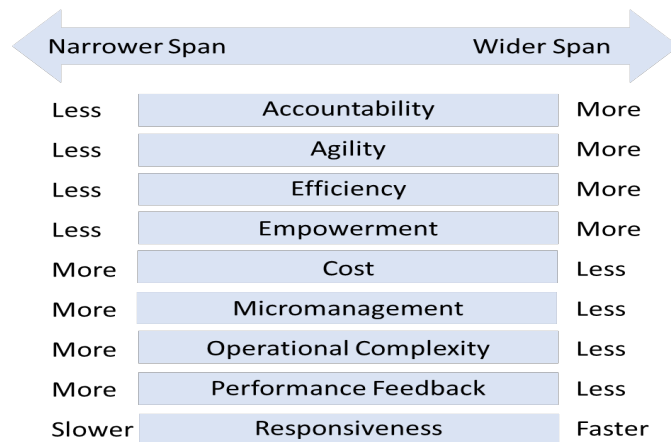 Narrower Span Wider Span
Less Accountability More
Less Agility More
Less Efficiency More
Less Empowerment More
More Cost Less
More Micromanagement Less
More Operational Complexity Less
More Performance Feedback Less
Slower Responsiveness Faster